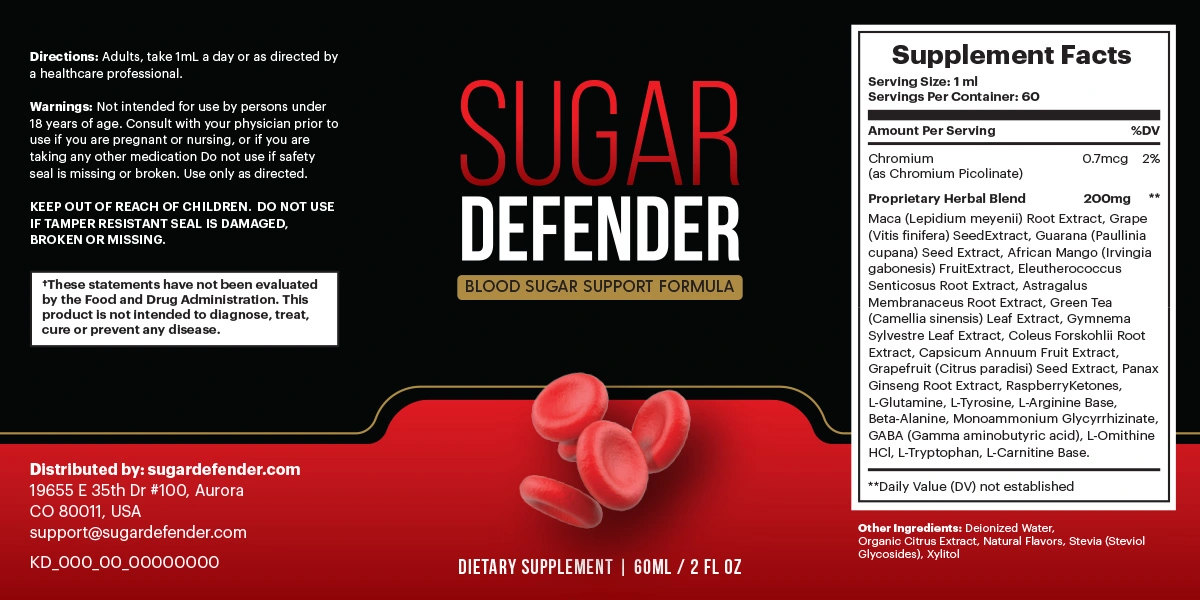 Directions: Adults, take 1mL a day or as directed by
a healthcare professional.
Warnings: Not intended for use by persons under
18 years of age. Consult with your physician prior to
use if you are pregnant or nursing, or if you are
taking any other medication Do not use if safety
seal is missing or broken. Use only as directed.
KEEP OUT OF REACH OF CHILDREN. DO NOT USE
IF TAMPER RESISTANT SEAL IS DAMAGED,
BROKEN OR MISSING.
†These statements have not been evaluated
by the Food and Drug Administration. This
product is not intended to diagnose, treat,
cure or prevent any disease.
Distributed by: sugardefender.com
19655 E 35th Dr #100, Aurora
CO 80011, USA
support@sugardefender.com
KD_000_00_00000000
SUGAR
DEFENDER
BLOOD SUGAR SUPPORT FORMULA
DIETARY SUPPLEMENT | 60ML / 2 FL OZ
Supplement Facts
Serving Size: 1 ml
Servings Per Container: 60
Amount Per Serving %DV
Chromium 0.7mcg 2%
(as Chromium Picolinate)
Proprietary Herbal Blend 200mg **
Maca (Lepidium meyenii) Root Extract, Grape
(Vitis finifera) SeedExtract, Guarana (Paullinia
cupana) Seed Extract, African Mango (Irvingia
gabonesis) FruitExtract, Eleutherococcus
Senticosus Root Extract, Astragalus
Membranaceus Root Extract, Green Tea
(Camellia sinensis) Leaf Extract, Gymnema
Sylvestre Leaf Extract, Coleus Forskohlii Root
Extract, Capsicum Annuum Fruit Extract,
Grapefruit (Citrus paradisi) Seed Extract, Panax
Ginseng Root Extract, RaspberryKetones,
L-Glutamine, L-Tyrosine, L-Arginine Base,
Beta-Alanine, Monoammonium Glycyrrhizinate,
GABA (Gamma aminobutyric acid), L-Omithine
HCl, L-Tryptophan, L-Carnitine Base.
**Daily Value (DV) not established
Other Ingredients: Deionized Water,
Organic Citrus Extract, Natural Flavors, Stevia (Steviol
Glycosides), Xylitol